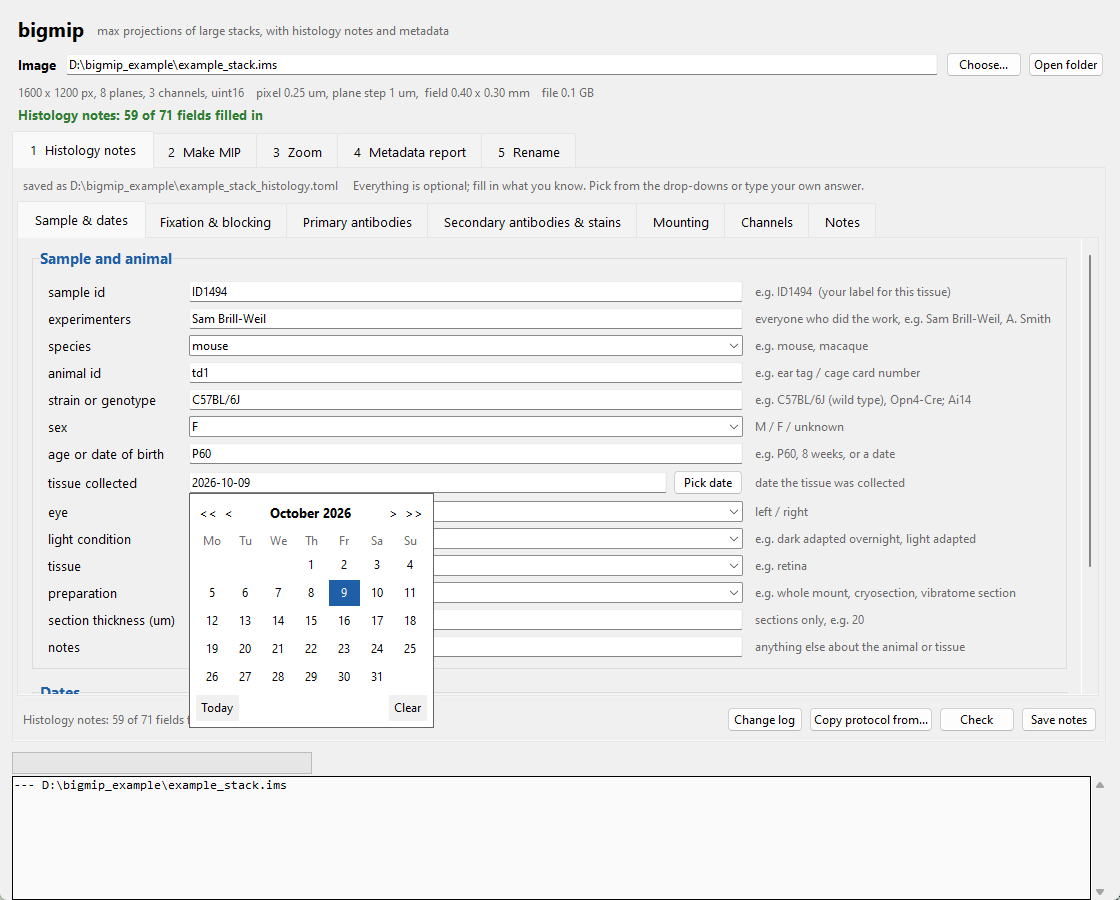 bigmip max projections of large stacks, with histology notes and metadata
Image D:\bigmip_example\example_stack.ims Choose... Open folder
1600 x 1200 px, 8 planes, 3 channels, uint16 pixel 0.25 um, plane step 1 um, field 0.40 x 0.30 mm file 0.1 GB
Histology notes: 59 of 71 fields filled in
1 Histology notes 2 Make MIP 3 Zoom 4 Metadata report 5 Rename
saved as D:\bigmip_example\example_stack_histology.toml Everything is optional; fill in what you know. Pick from the drop-downs or type your own answer.
Sample & dates Fixation & blocking Primary antibodies Secondary antibodies & stains Mounting Channels Notes
Sample and animal
sample id ID1494 e.g. ID1494 (your label for this tissue)
experimenters Sam Brill-Weil everyone who did the work, e.g. Sam Brill-Weil, A. Smith
species mouse e.g. mouse, macaque
animal id td1 e.g. ear tag / cage card number
strain or genotype C57BL/6J e.g. C57BL/6J (wild type), Opn4-Cre; Ai14
sex F M / F / unknown
age or date of birth P60 e.g. P60, 8 weeks, or a date
tissue collected 2026-10-09 Pick date date the tissue was collected
eye left / right
light condition e.g. dark adapted overnight, light adapted
tissue e.g. retina
preparation e.g. whole mount, cryosection, vibratome section
section thickness (um) sections only, e.g. 20
notes anything else about the animal or tissue
<< < October 2026 > >>
Mo Tu We Th Fr Sa Su
1 2 3 4
5 6 7 8 9 10 11
12 13 14 15 16 17 18
19 20 21 22 23 24 25
26 27 28 29 30 31
Today Clear
Dates
Histology notes: 59 of 71 fields Change log Copy protocol from... Check Save notes
--- D:\bigmip_example\example_stack.ims